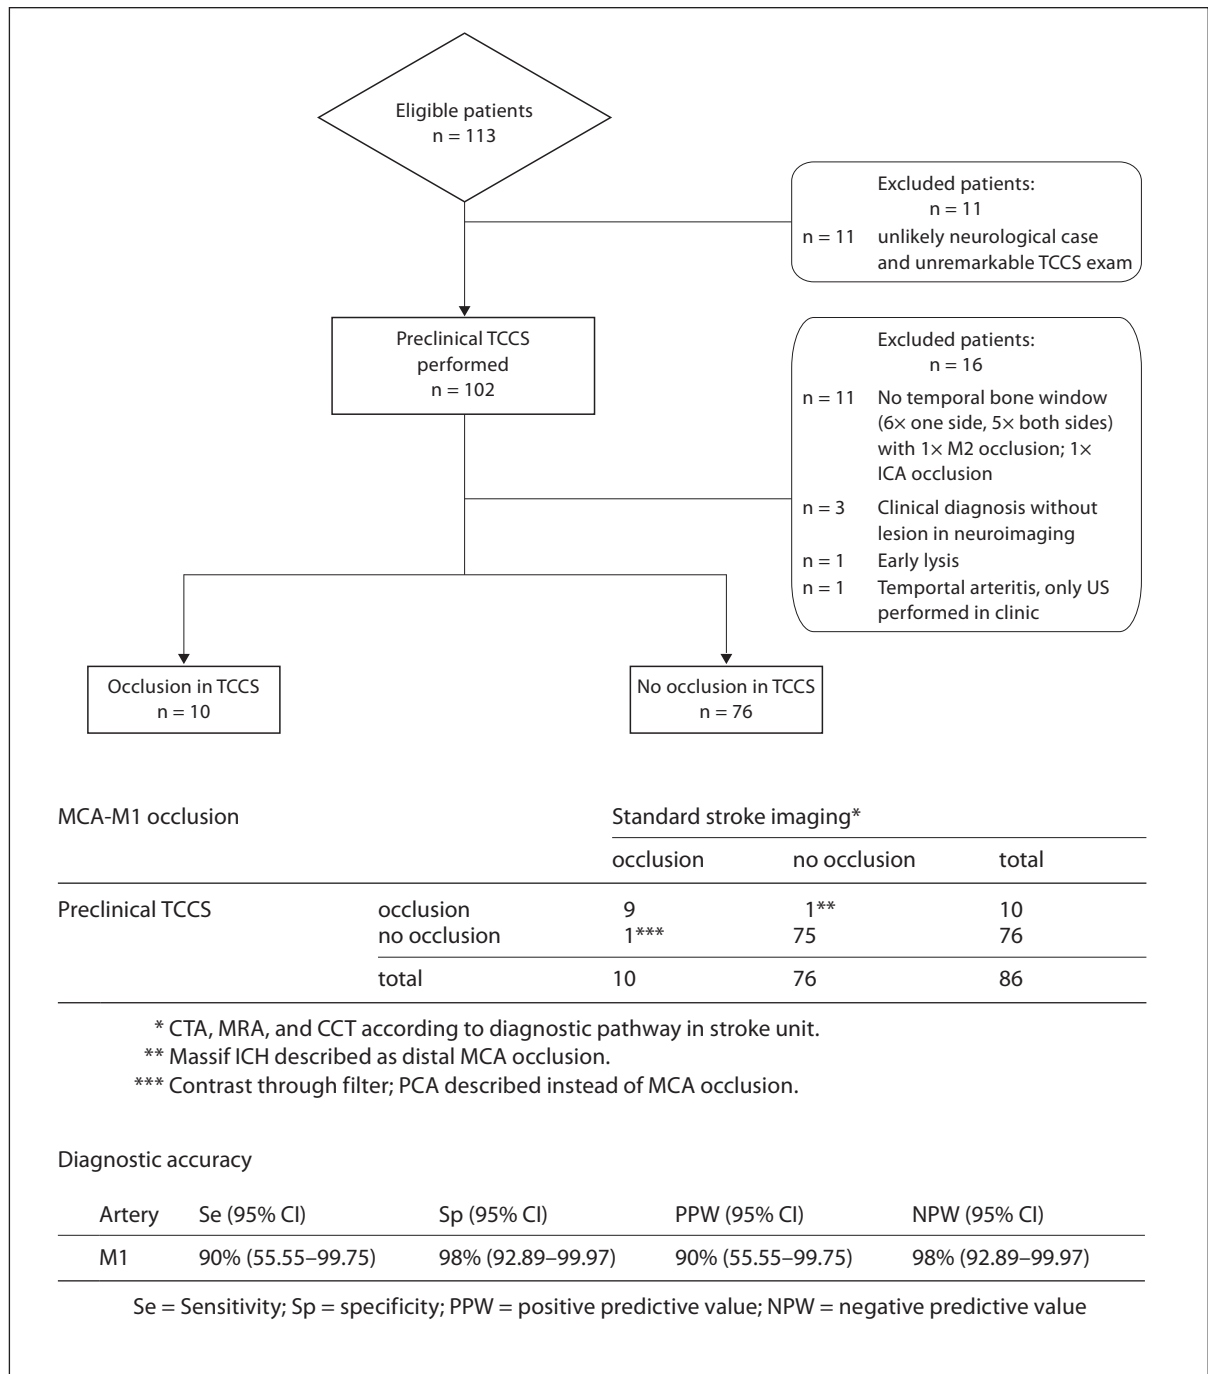 Eligible patients
n = 113
Excluded patients:
n = 11
n = 11 unlikely neurological case
and unremarkable TCCS exam
Preclinical TCCS
performed
n = 102
Excluded patients:
n = 16
n = 11 No temporal bone window
(6× one side, 5× both sides)
with 1× M2 occlusion; 1×
ICA occlusion
n = 3 Clinical diagnosis without
lesion in neuroimaging
n = 1 Early lysis
n = 1 Temportal arteritis, only US
performed in clinic
Occlusion in TCCS
n = 10
No occlusion in TCCS
n = 76
MCA-M1 occlusion Standard stroke imaging*
occlusion no occlusion total
Preclinical TCCS occlusion 9 1** 10
no occlusion 1*** 75 76
total 10 76 86
* CTA, MRA, and CCT according to diagnostic pathway in stroke unit.
** Massif ICH described as distal MCA occlusion.
*** Contrast through filter; PCA described instead of MCA occlusion.
Diagnostic accuracy
Artery Se (95% CI) Sp (95% CI) PPW (95% CI) NPW (95% CI)
M1 90% (55.55–99.75) 98% (92.89–99.97) 90% (55.55–99.75) 98% (92.89–99.97)
Se = Sensitivity; Sp = specificity; PPW = positive predictive value; NPW = negative predictive value